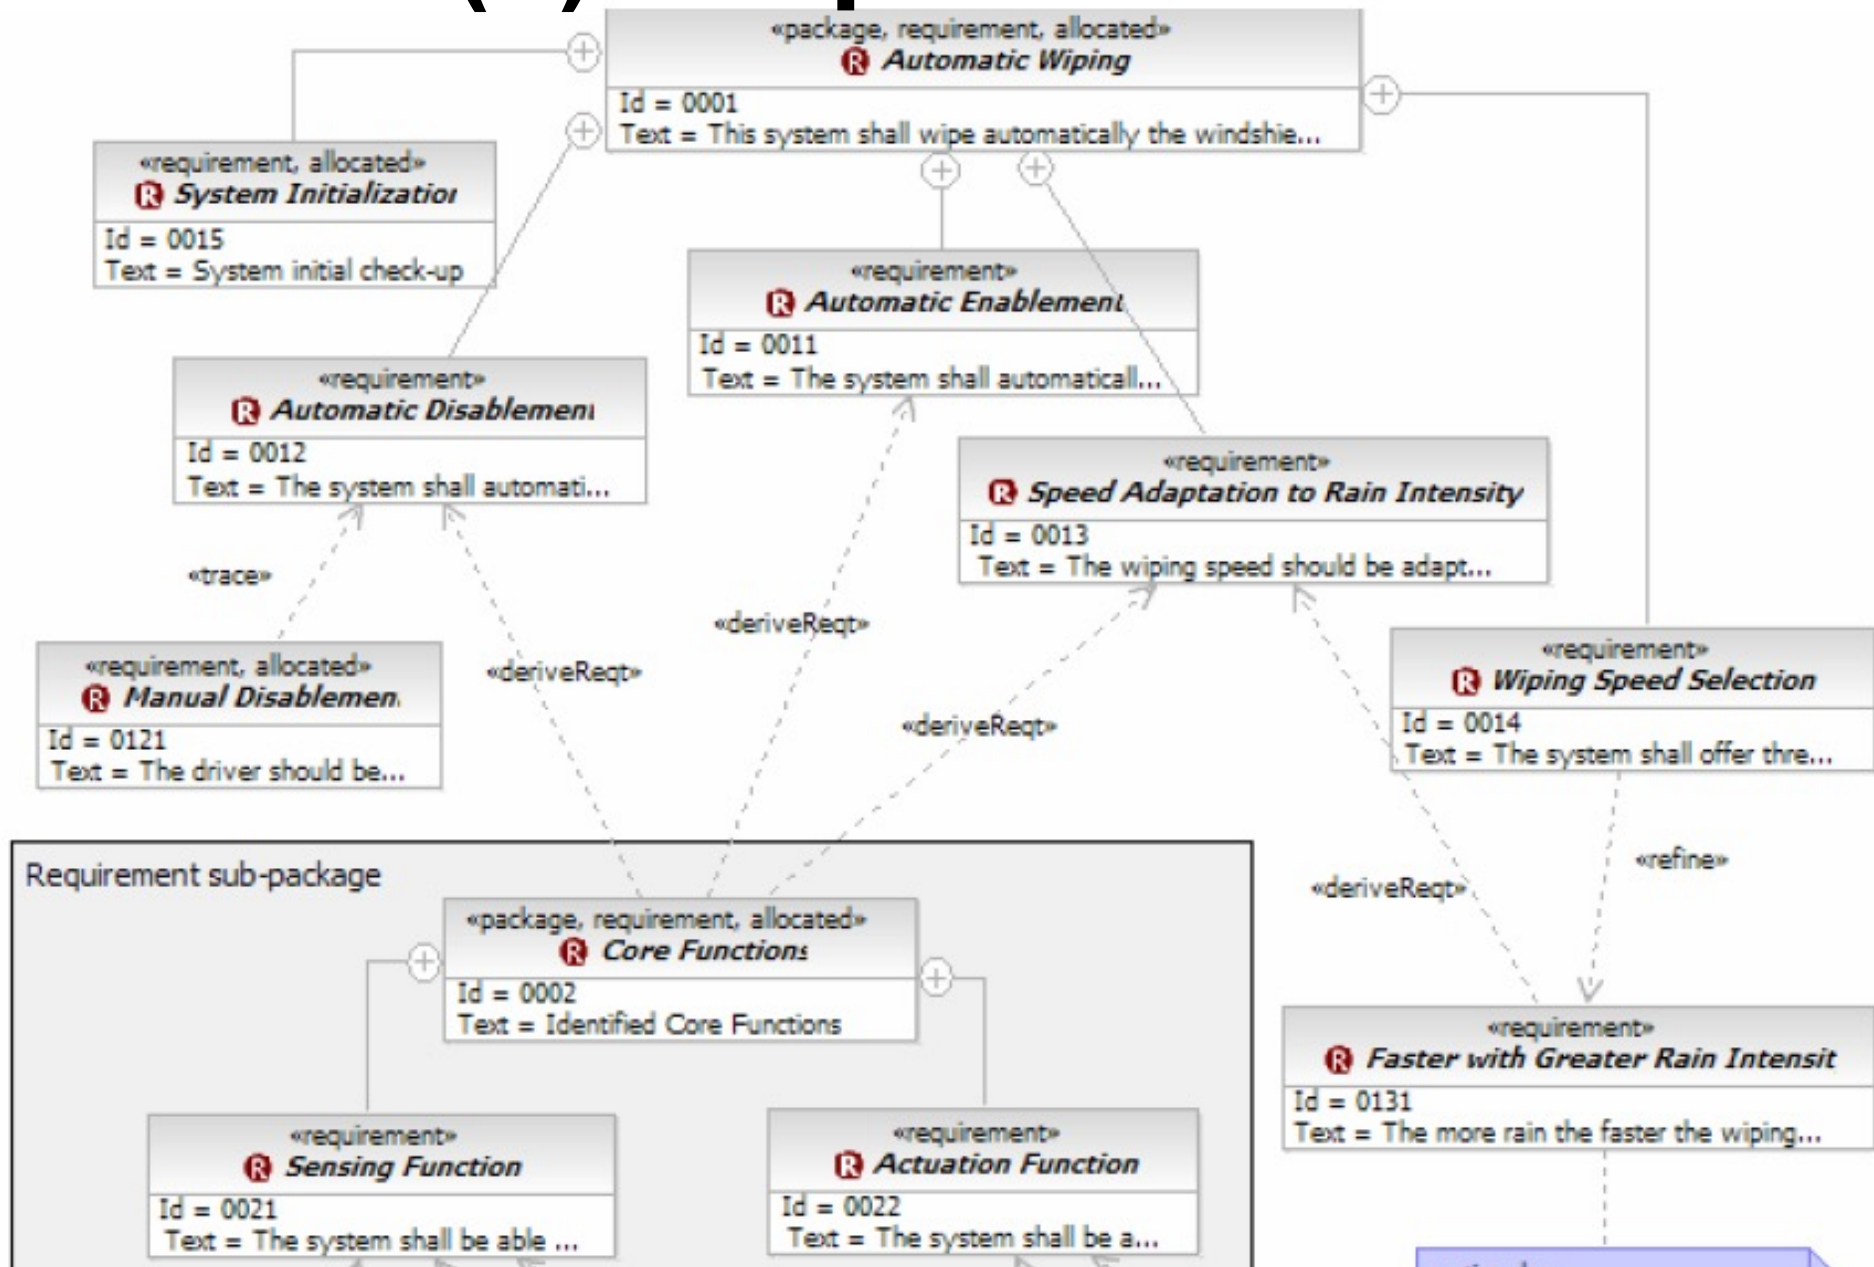 «package, requirement, allocated»
R Automatic Wiping
Id = 0001
Text = This system shall wipe automatically the windshie...
«requirement, allocated»
R System Initialization
Id = 0015
Text = System initial check-up
«requirement»
R Automatic Enablement
Id = 0011
Text = The system shall automaticall...
«requirement»
R Automatic Disablement
Id = 0012
Text = The system shall automati...
«requirement»
R Speed Adaptation to Rain Intensity
Id = 0013
Text = The wiping speed should be adapt...
«trace»
«deriveReqt»
«deriveReqt»
«deriveReqt»
«requirement, allocated»
R Manual Disablemen
Id = 0121
Text = The driver should be...
«requirement»
R Wiping Speed Selection
Id = 0014
Text = The system shall offer thre...
«deriveReqt»
«refine»
Requirement sub-package
«package, requirement, allocated»
R Core Functions
Id = 0002
Text = Identified Core Functions
«requirement»
R Faster with Greater Rain Intensit
Id = 0131
Text = The more rain the faster the wiping...
«requirement»
R Sensing Function
Id = 0021
Text = The system shall be able ...
«requirement»
R Actuation Function
Id = 0022
Text = The system shall be a...